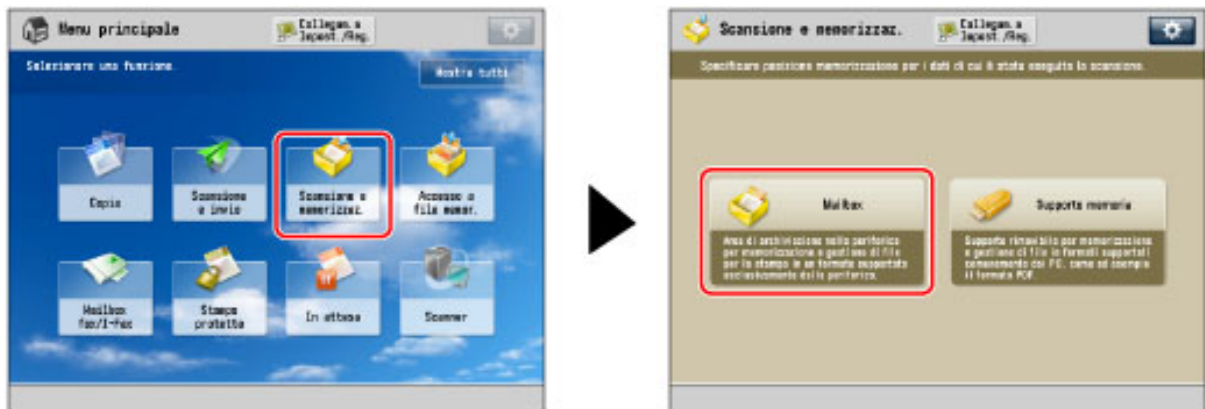 Menu principale
Collegam. a
Impost./Reg.
Selezionare una funzione.
Mostra tutti
Copia
Scansione
e invio
Scansione e
memorizzaz.
Accesso a
file memor.
Mailbox
fax/I-fax
Stampa
protetta
In attesa
Scanner
Scansione e memorizzaz.
Collegam. a
Impost./Reg.
Specificare posizione memorizzazione per i dati di cui è stata eseguita la scansione.
Mailbox
Area di archiviazione nella periferica
per memorizzazione e gestione di file
per la stampa in un formato supportato
esclusivamente dalla periferica.
Supporto memoria
Supporto rimovibile per memorizzazione
e gestione di file in formati supportati
comunemente dai PC, come ad esempio
il formato PDF